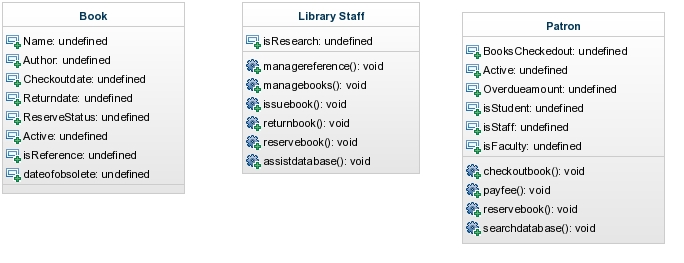 Book
Name: undefined
Author: undefined
Checkoutdate: undefined
Returndate: undefined
ReserveStatus: undefined
Active: undefined
isReference: undefined
dateofobsolete: undefined
Library Staff
isResearch: undefined
managereference(): void
managebooks(): void
issuebook(): void
returnbook(): void
reservebook(): void
assistdatabase(): void
Patron
BooksCheckedout: undefined
Active: undefined
Overdueamount: undefined
isStudent: undefined
isStaff: undefined
isFaculty: undefined
checkoutbook(): void
payfee(): void
reservebook(): void
searchdatabase(): void